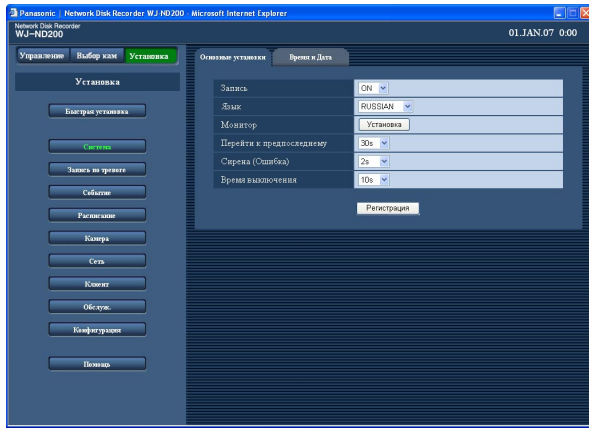 Panasonic | Network Disk Recorder WJ-ND200 - Microsoft Internet Explorer
Network Disk Recorder
WJ-ND200
01.JAN.07 0:00
Управление Выбор кам Установка
Установка
Быстрая установка
Система
Запись по тревоге
Событие
Расписание
Камера
Сеть
Клиент
Обслуж.
Конфигурация
Помощь
Основные установки Время и Дата
Запись ON
Язык RUSSIAN
Монитор Установка
Перейти к предпоследнему 30s
Сирена (Ошибка) 2s
Время выключения 10s
Регистрация